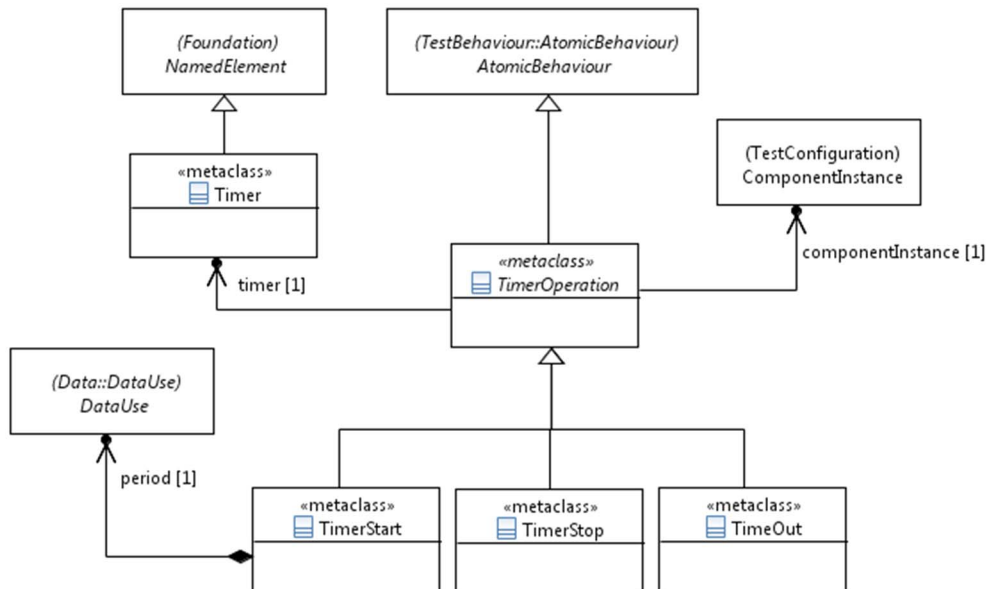 (Foundation)
NamedElement
(TestBehaviour::AtomicBehaviour)
AtomicBehaviour
(TestConfiguration)
ComponentInstance
«metaclass»
Timer
componentInstance [1]
«metaclass»
TimerOperation
timer [1]
(Data::DataUse)
DataUse
period [1]
«metaclass»
TimerStart
«metaclass»
TimerStop
«metaclass»
TimeOut